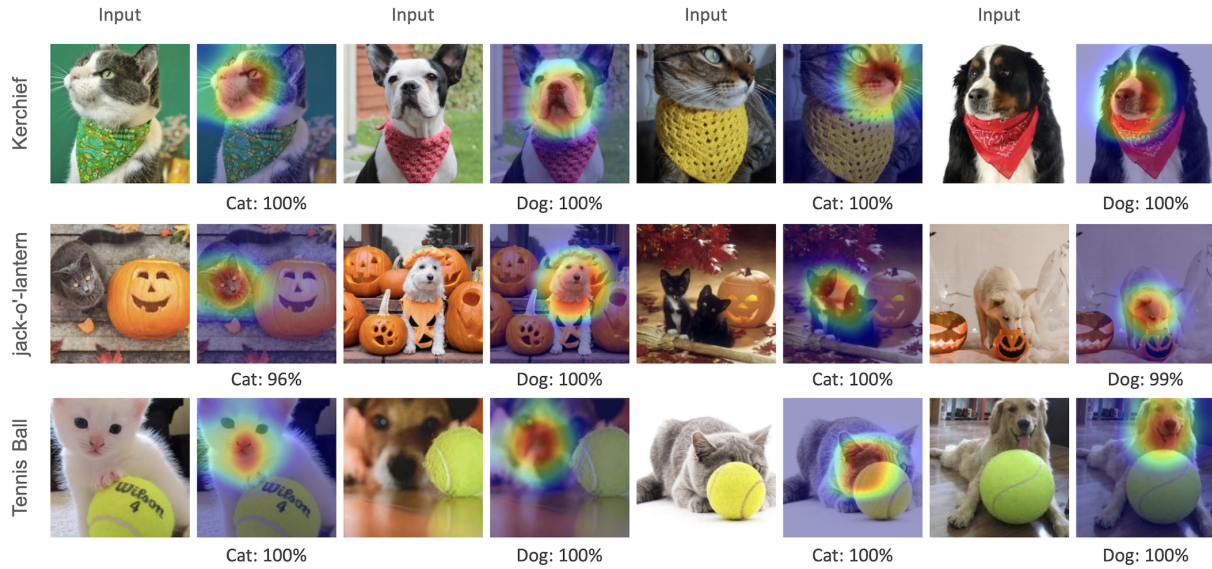 Input Input Input Input
Kerchief
Cat: 100% Dog: 100% Cat: 100% Dog: 100%
jack-o'-lantern
Cat: 96% Dog: 100% Cat: 100% Dog: 99%
Tennis Ball
Wilson
4
Cat: 100% Dog: 100% Cat: 100% Dog: 100%